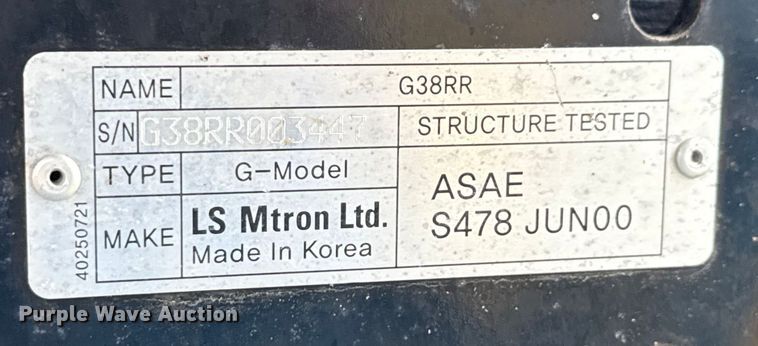 NAME G38RR
S/N G38RR003447 STRUCTURE TESTED
TYPE G-Model
MAKE LS Mtron Ltd.
Made In Korea
ASAE
S478 JUN00
40250721
Purple Wave Auction